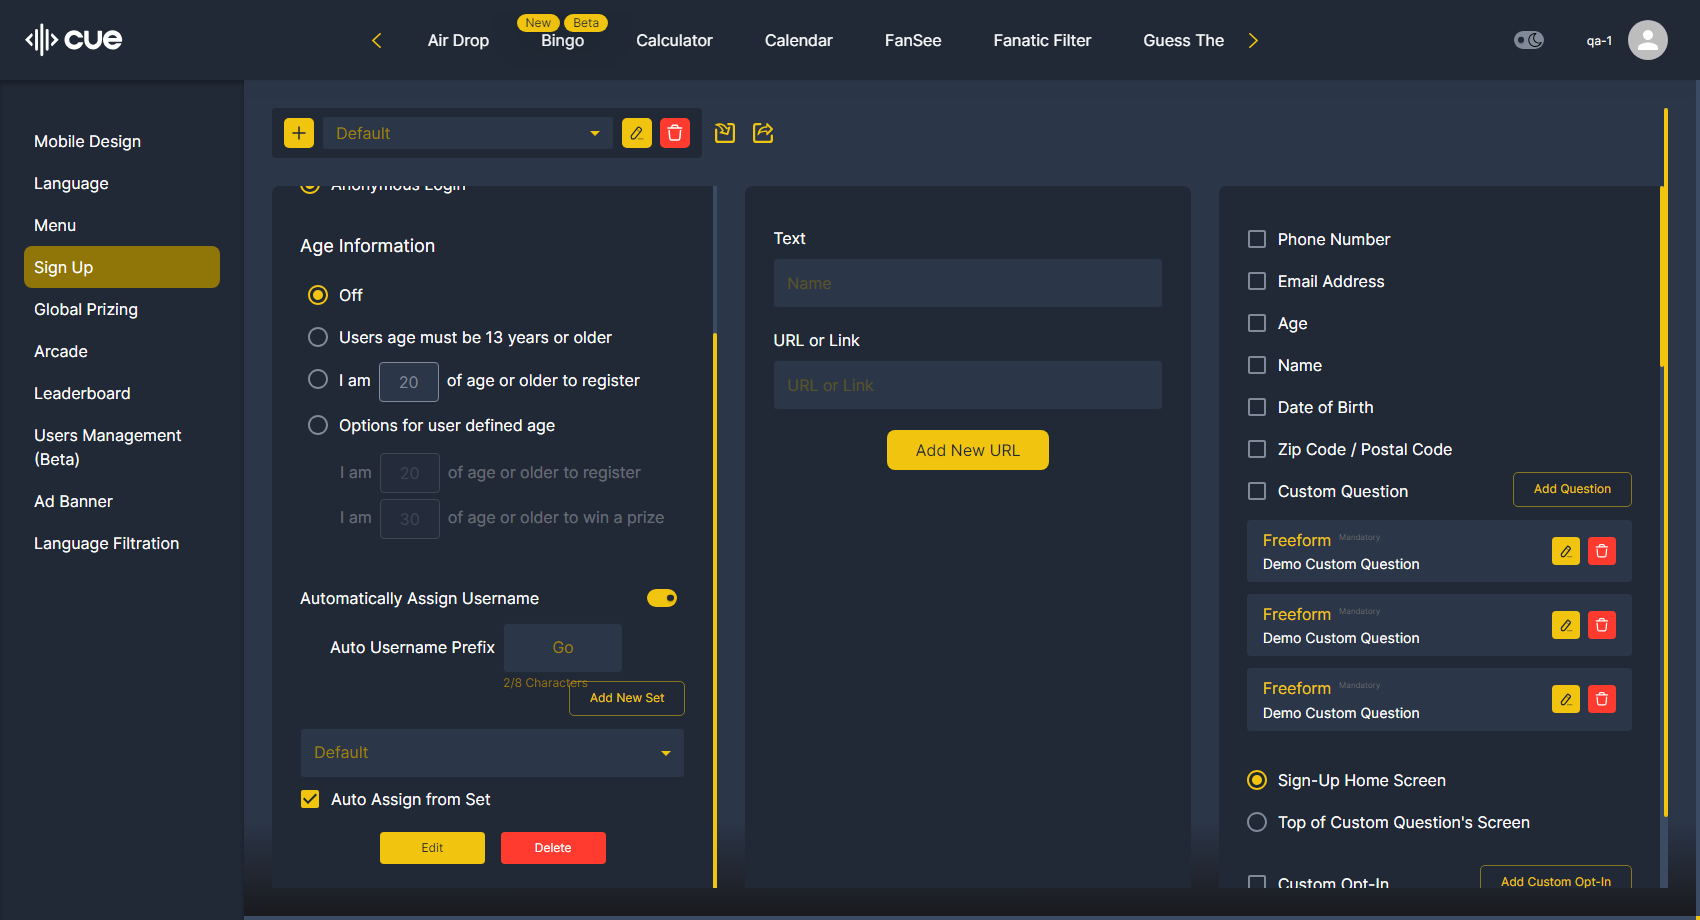 cue
Air Drop
New
Beta
Bingo
Calculator
Calendar
FanSee
Fanatic Filter
Guess The
qa-1
Mobile Design
Language
Menu
Sign Up
Global Prizing
Arcade
Leaderboard
Users Management
(Beta)
Ad Banner
Language Filtration
Default
Anonymous Login
Age Information
Off
Users age must be 13 years or older
I am 20 of age or older to register
Options for user defined age
I am 20 of age or older to register
I am 30 of age or older to win a prize
Automatically Assign Username
Auto Username Prefix Go
2/8 Characters
Add New Set
Default
Auto Assign from Set
Edit Delete
Text
Name
URL or Link
URL or Link
Add New URL
Phone Number
Email Address
Age
Name
Date of Birth
Zip Code / Postal Code
Custom Question Add Question
Freeform Mandatory
Demo Custom Question
Freeform Mandatory
Demo Custom Question
Freeform Mandatory
Demo Custom Question
Sign-Up Home Screen
Top of Custom Question's Screen
Custom Opt-In Add Custom Opt-In